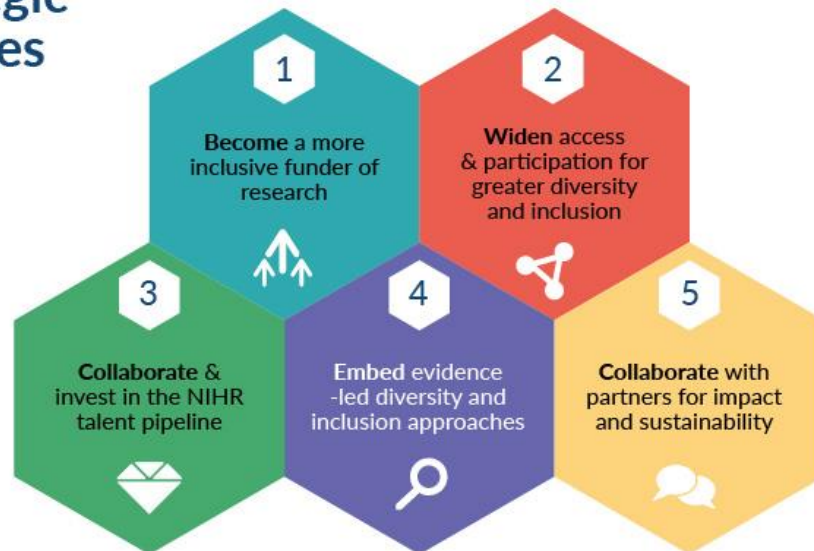 1
Become a more
inclusive funder of
research
2
Widen access
& participation for
greater diversity
and inclusion
3
Collaborate &
invest in the NIHR
talent pipeline
4
Embed evidence
-led diversity and
inclusion approaches
5
Collaborate with
partners for impact
and sustainability